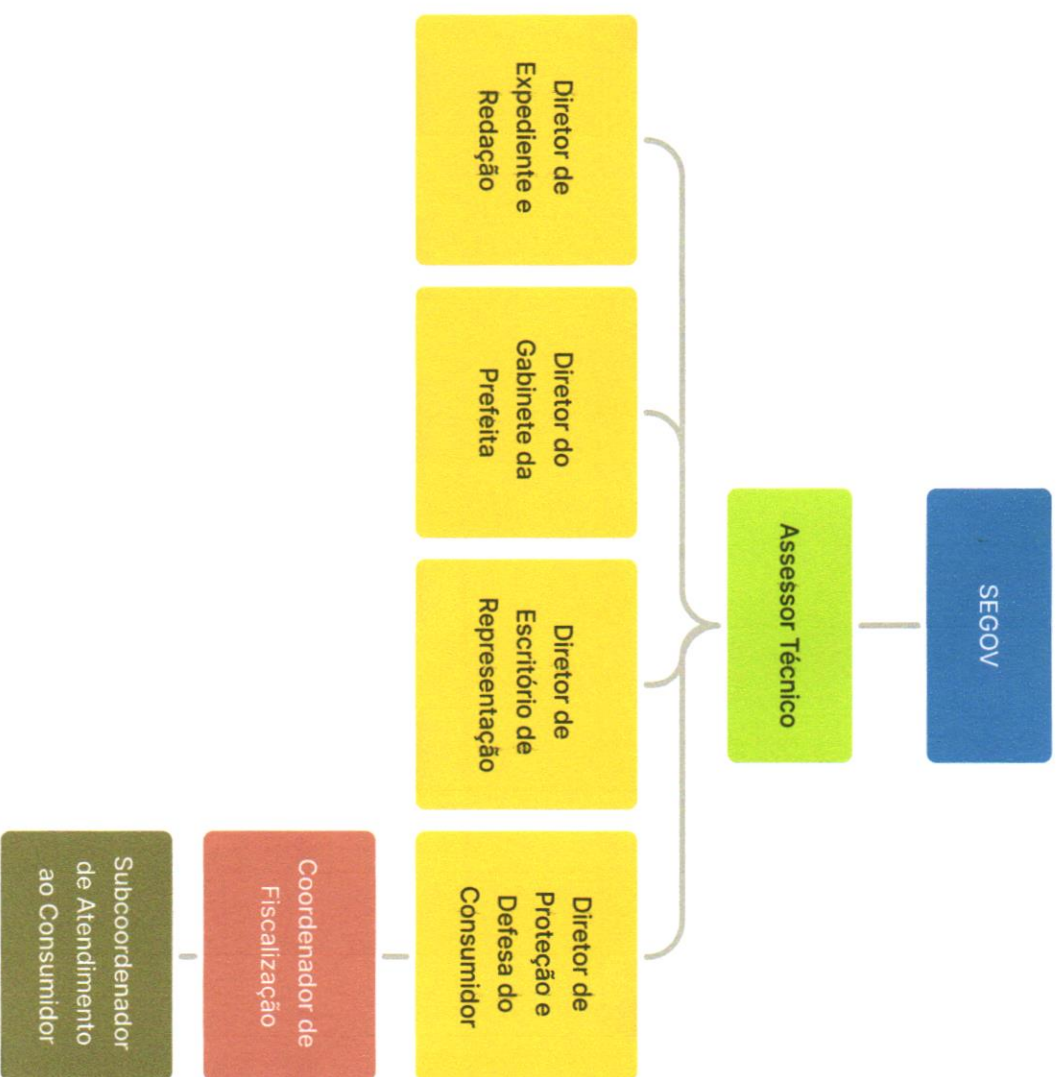 SEGOV
Assessor Técnico
Diretor de
Expediente e
Redação
Diretor do
Gabinete da
Prefeita
Diretor de
Escritório de
Representação
Diretor de
Proteção e
Defesa do
Consumidor
Coordenador de
Fiscalização
Subcoordenador
de Atendimento
ao Consumidor